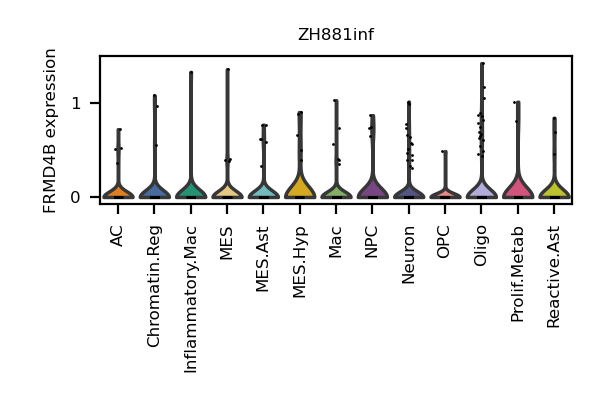 ZH881inf
FRMD4B expression
1
0
AC
Chromatin.Reg
Inflammatory.Mac
MES
MES.Ast
MES.Hyp
Mac
NPC
Neuron
OPC
Oligo
Prolif.Metab
Reactive.Ast